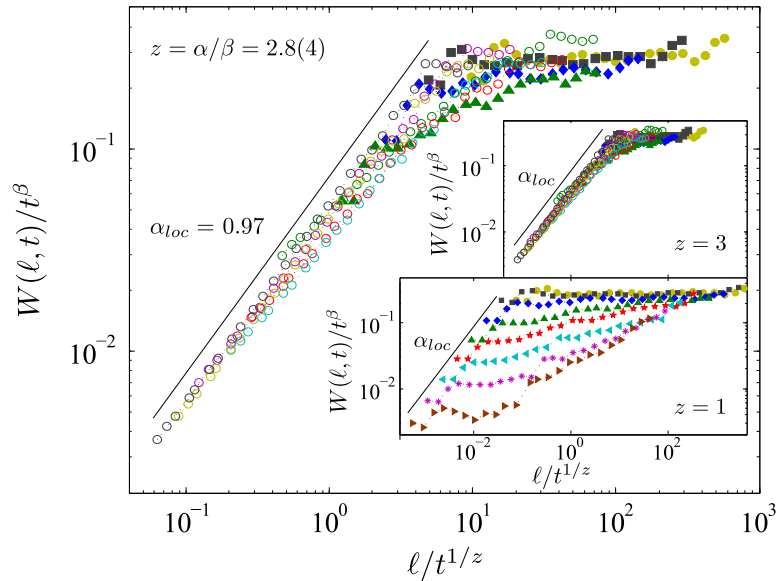 z = α/β = 2.8(4)
α_loc = 0.97
W(ℓ, t)/t^β
10^-1
10^-2
10^-1
10^0
10^1
10^2
10^3
ℓ/t^{1/z}
W(ℓ, t)/t^β
10^-1
10^-2
α_loc
z = 3
W(ℓ, t)/t^β
10^-1
10^-2
α_loc
z = 1
10^-2
10^0
10^2
ℓ/t^{1/z}